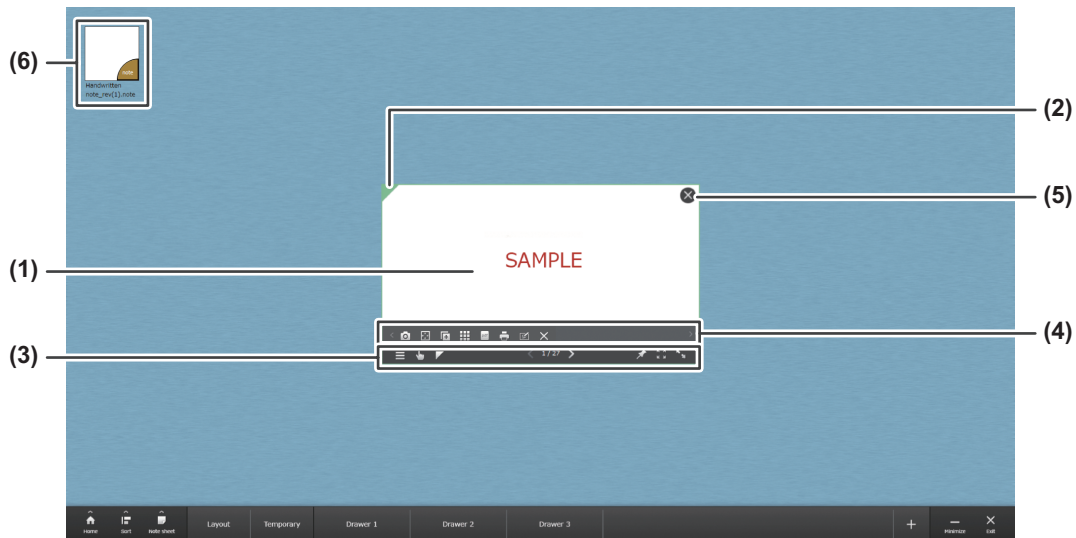 (6)
note
Handwritten
note_rev(1).note
(2)
(5)
(1)
SAMPLE
(4)
(3)
1 / 27
Home
Sort
Note sheet
Layout
Temporary
Drawer 1
Drawer 2
Drawer 3
Minimize
Exit